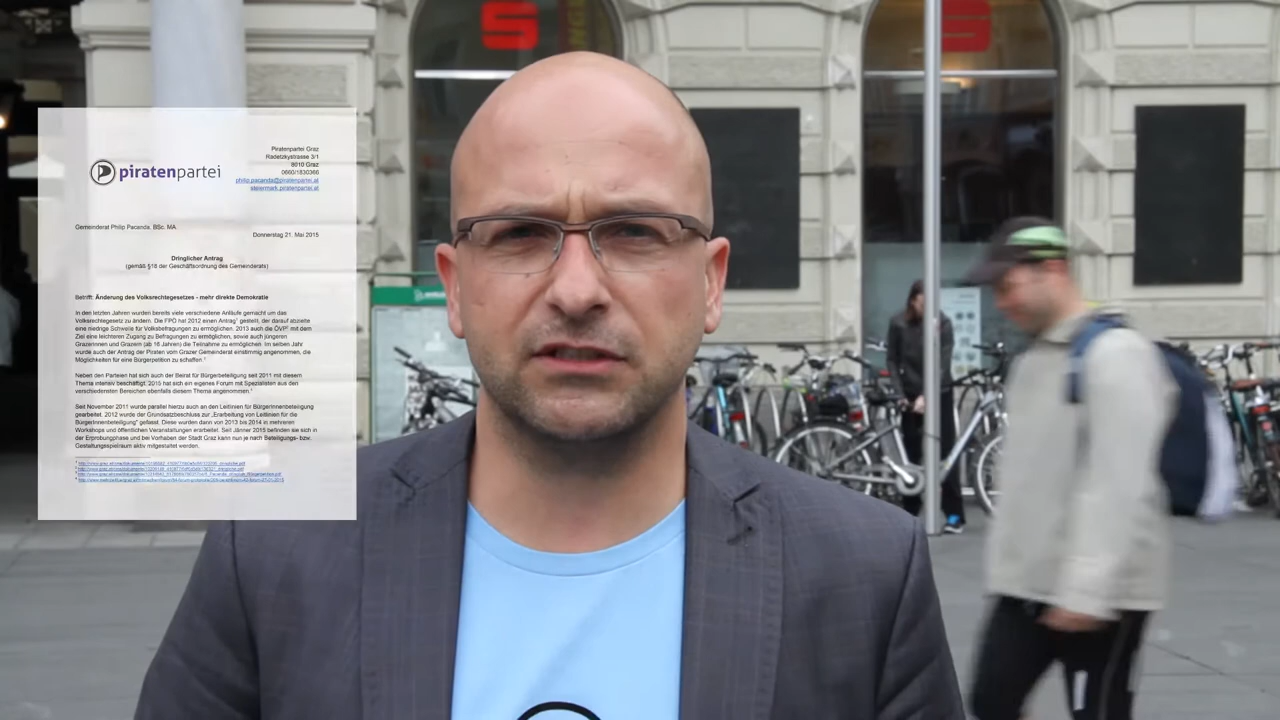 S
S
Piratenpartei Graz
Radetzkystrasse 3/1
8010 Graz
0660/1830366
philip.pacanda@piratenpartei.at
steiermark.piratenpartei.at
piratenpartei
Gemeinderat Philip Pacanda, BSc. MA.
Donnerstag 21. Mai 2015
Dringlicher Antrag
(gemäß §18 der Geschäftsordnung des Gemeinderats)
Betrifft: Änderung des Volksrechtegesetzes - mehr direkte Demokratie
In den letzten Jahren wurden bereits viele verschiedene Anläufe gemacht um das
Volksrechtegesetz zu ändern. Die FPÖ hat 2012 einen Antrag¹ gestellt, der darauf abzielte
eine niedrige Schwelle für Volksbefragungen zu ermöglichen. 2013 auch die ÖVP² mit dem
Ziel eine leichteren Zugang zu Befragungen zu ermöglichen, sowie auch jüngeren
Grazerinnen und Grazern (ab 16 Jahren) die Teilnahme zu ermöglichen. Im selben Jahr
wurde auch der Antrag der Piraten vom Grazer Gemeinderat einstimmig angenommen, die
Möglichkeiten für eine Bürgerpetition zu schaffen.³
Neben den Parteien hat sich auch der Beirat für Bürgerbeteiligung seit 2011 mit diesem
Thema intensiv beschäftigt. 2015 hat sich ein eigenes Forum mit Spezialisten aus den
verschiedensten Bereichen ebenfalls diesem Thema angenommen.⁴
Seit November 2011 wurde parallel hierzu auch an den Leitlinien für BürgerInnenbeteiligung
gearbeitet. 2012 wurde der Grundsatzbeschluss zur „Erarbeitung von Leitlinien für die
BürgerInnenbeteiligung" gefasst. Diese wurden dann von 2013 bis 2014 in mehreren
Workshops und öffentlichen Veranstaltungen erarbeitet. Seit Jänner 2015 befinden sie sich in
der Erprobungphase und bei Vorhaben der Stadt Graz kann nun je nach Beteiligungs- bzw.
Gestaltungsspielraum aktiv mitgestaltet werden.